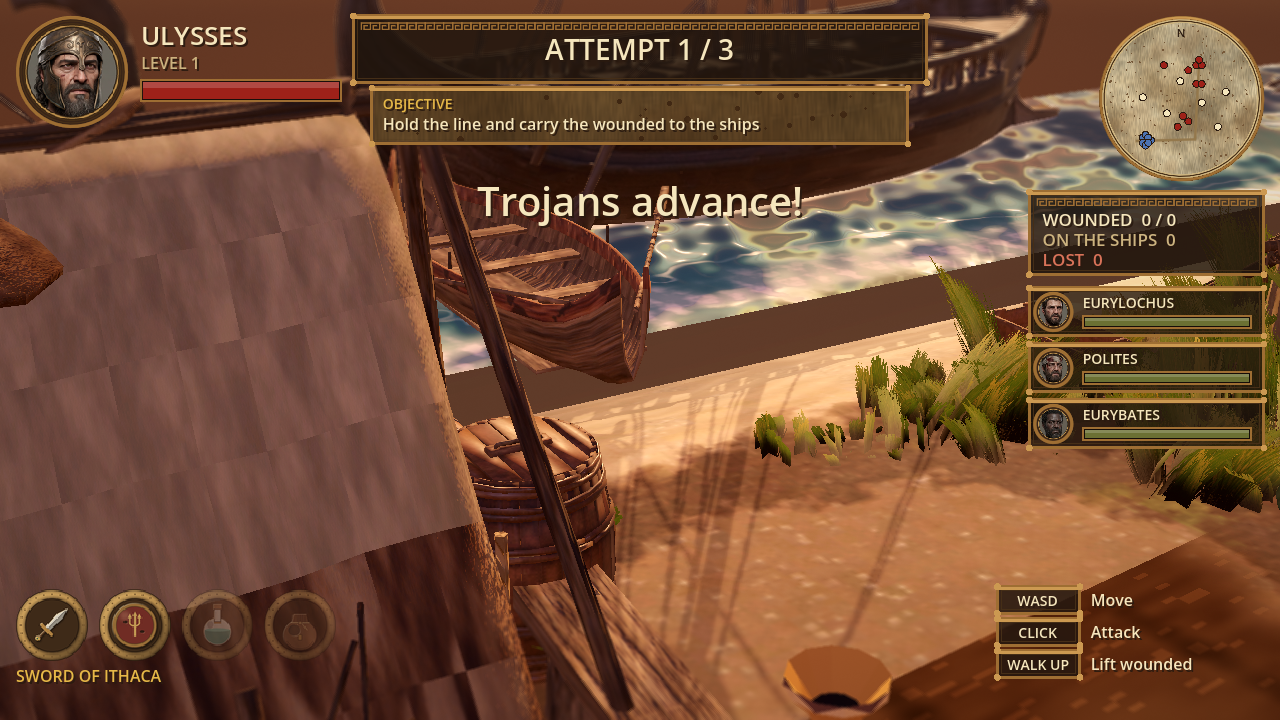 ULYSSES
LEVEL 1
ATTEMPT 1 / 3
OBJECTIVE
Hold the line and carry the wounded to the ships
N
Trojans advance!
WOUNDED 0 / 0
ON THE SHIPS 0
LOST 0
EURYLOCHUS
POLITES
EURYBATES
SWORD OF ITHACA
WASD Move
CLICK Attack
WALK UP Lift wounded